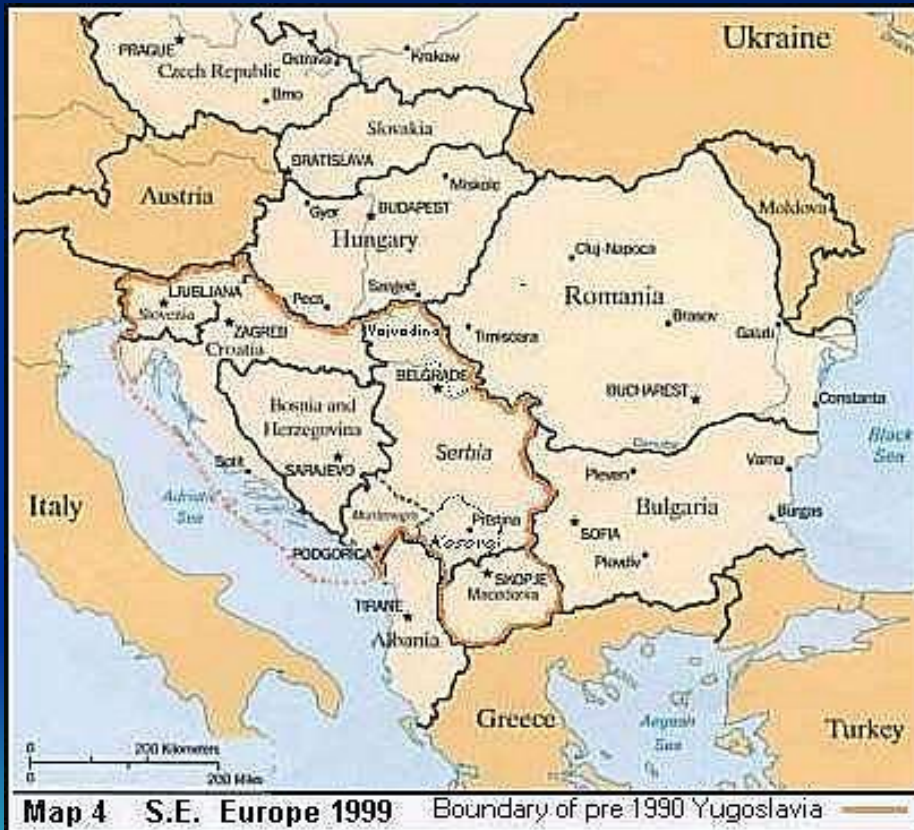 Ukraine
PRAGUE
Czech Republic
Ostrava
Krakow
Brno
Slovakia
BRATISLAVA
Austria
Miskolc
Gyor
BUDAPEST
Hungary
Moldova
Cluj-Napoca
Romania
Szeged
Pecs
LJUBLJANA
Slovenia
ZAGREB
Croatia
Vojvodina
Timisoara
Brasov
Galati
BELGRADE
BUCHAREST
Constanta
Bosnia and
Herzegovina
SARAJEVO
Serbia
Danube
Black
Sea
Split
Pleven
Varna
Italy
Adriatic
Sea
Montenegro
Pristina
Bulgaria
Burgas
SOFIA
PODGORICA
Plovdiv
SKOPJE
Macedonia
TIRANE
Albania
Greece
Aegean
Sea
Turkey
0 200 Kilometers
0 200 Miles
Map 4 S.E. Europe 1999 Boundary of pre 1990 Yugoslavia